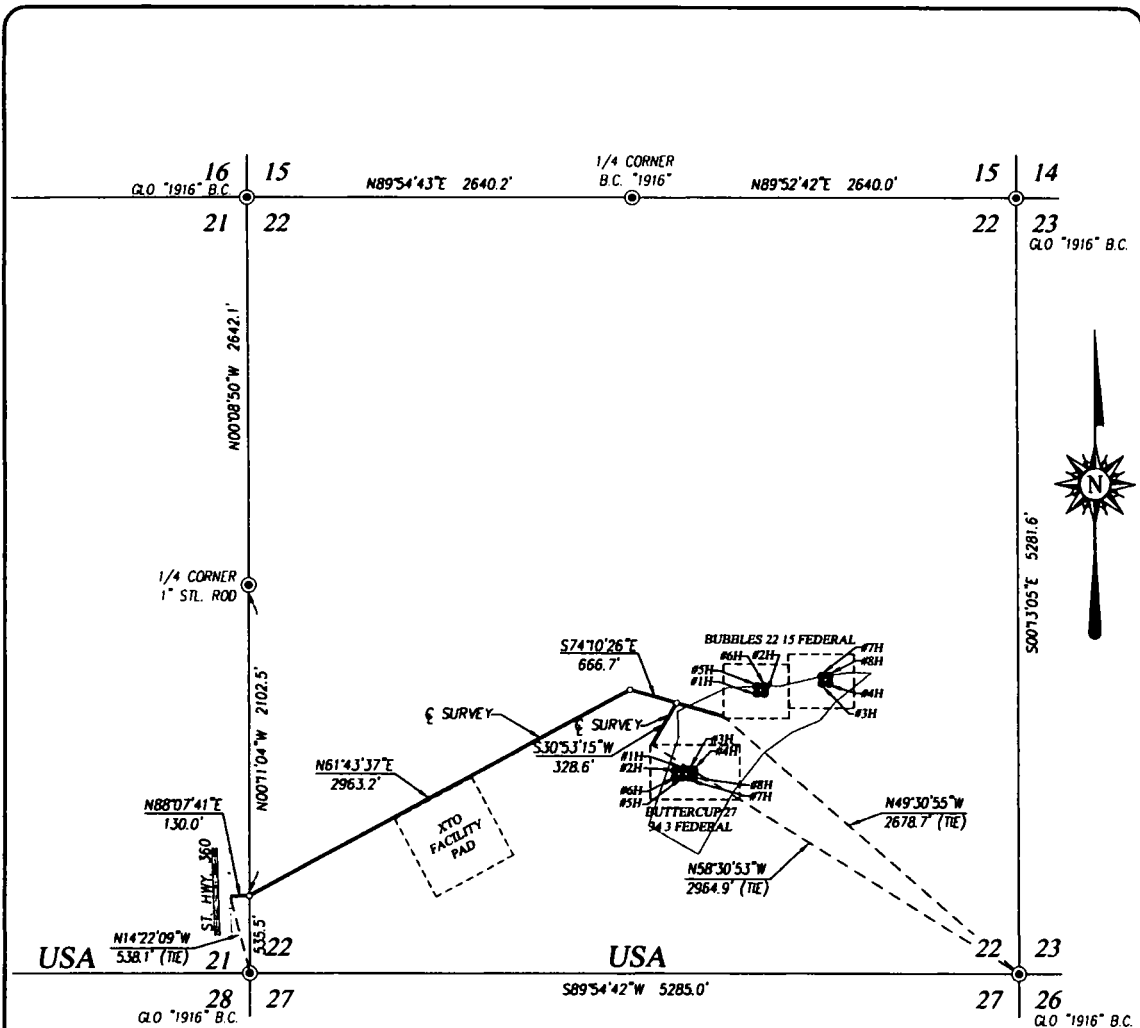 16 15
GLO "1916" B.C.
21 22
N89°54'43"E 2640.2'
1/4 CORNER
B.C. "1916"
N89°52'42"E 2640.0'
15 14
22 23
GLO "1916" B.C.
N00°08'50"W 2642.1'
N
S00°13'05"E 5281.6'
1/4 CORNER
1" STL. ROD
N00°11'04"W 2102.5'
S74°10'26"E
666.7'
BUBBLES 22 15 FEDERAL
#6H #2H
#5H
#1H
#7H
#8H
#4H
#3H
℄ SURVEY
℄ SURVEY
S30°53'15"W
328.6'
#3H
#4H
#1H
#2H
#6H
#5H
#8H
#7H
BUTTERCUP 27
34 3 FEDERAL
N61°43'37"E
2963.2'
XTO
FACILITY
PAD
N88°07'41"E
130.0'
ST. HWY. 360
N49°30'55"W
2678.7' (TIE)
N58°30'53"W
2964.9' (TIE)
N14°22'09"W
538.1' (TIE)
535.5'
USA 21 22
USA
22 23
S89°54'42"W 5285.0'
28 27
GLO "1916" B.C.
27 26
GLO "1916" B.C.